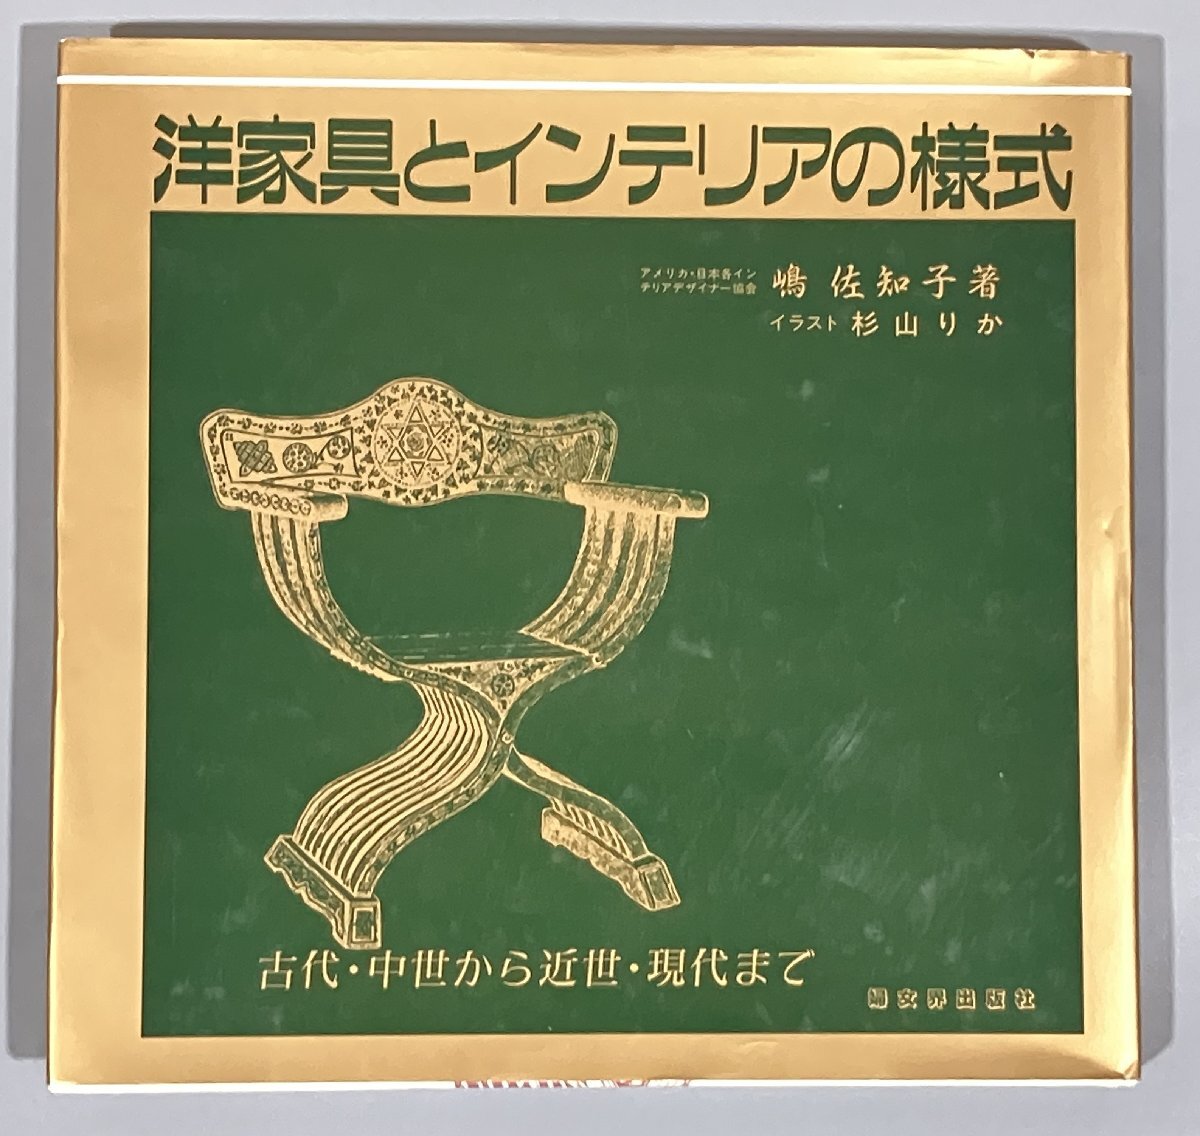 洋家具とインテリアの様式
アメリカ・日本各イン
テリアデザイナー協会
嶋 佐知子著
イラスト 杉山りか
古代・中世から近世・現代まで
婦女界出版社